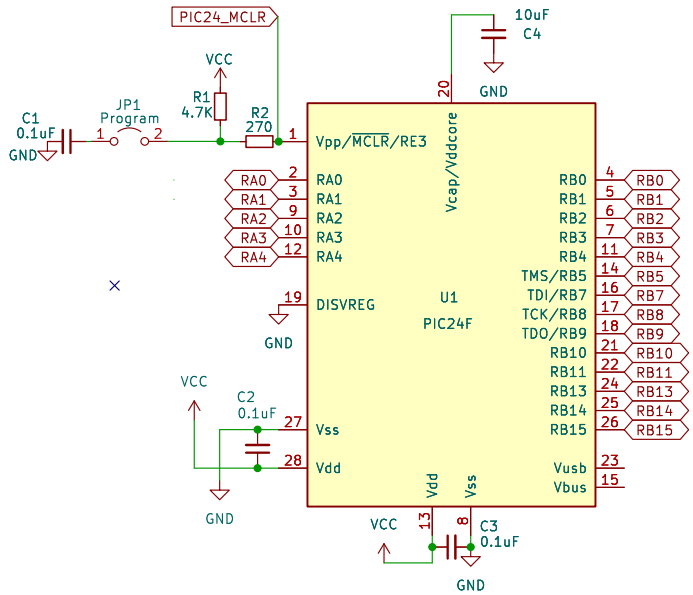 PIC24_MCLR
10uF
C4
GND
VCC
R1
4.7K
R2
270
C1
0.1uF
GND
JP1
Program
1
2
20
Vcap/Vddcore
1
Vpp/MCLR/RE3
RA0
2
RA0
RA1
3
RA1
RA2
9
RA2
RA3
10
RA3
RA4
12
RA4
19
DISVREG
GND
U1
PIC24F
RB0
4
RB0
RB1
5
RB1
RB2
6
RB2
RB3
7
RB3
RB4
11
RB4
TMS/RB5
14
RB5
TDI/RB7
16
RB7
TCK/RB8
17
RB8
TDO/RB9
18
RB9
RB10
21
RB10
RB11
22
RB11
RB13
24
RB13
RB14
25
RB14
RB15
26
RB15
VCC
C2
0.1uF
27
Vss
28
Vdd
GND
Vusb
23
Vbus
15
Vdd
13
Vss
8
VCC
C3
0.1uF
GND